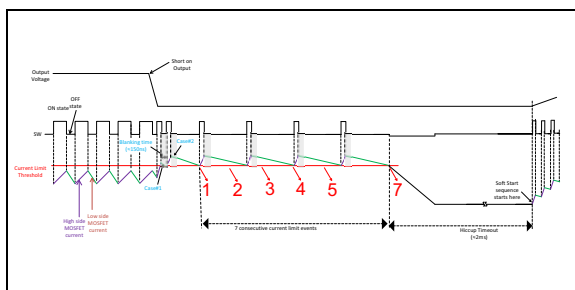 Output
Voltage
Short on
Output
OFF
state
ON state
SW
Blanking time
(<150ns)
Case#2
Current Limit
Threshold
Case#1
1
2
3
4
5
7
High side
MOSFET
current
Low side
MOSFET
current
7 consecutive current limit events
Soft Start
sequence
starts here
Hiccup Timeout
(≈2ms)